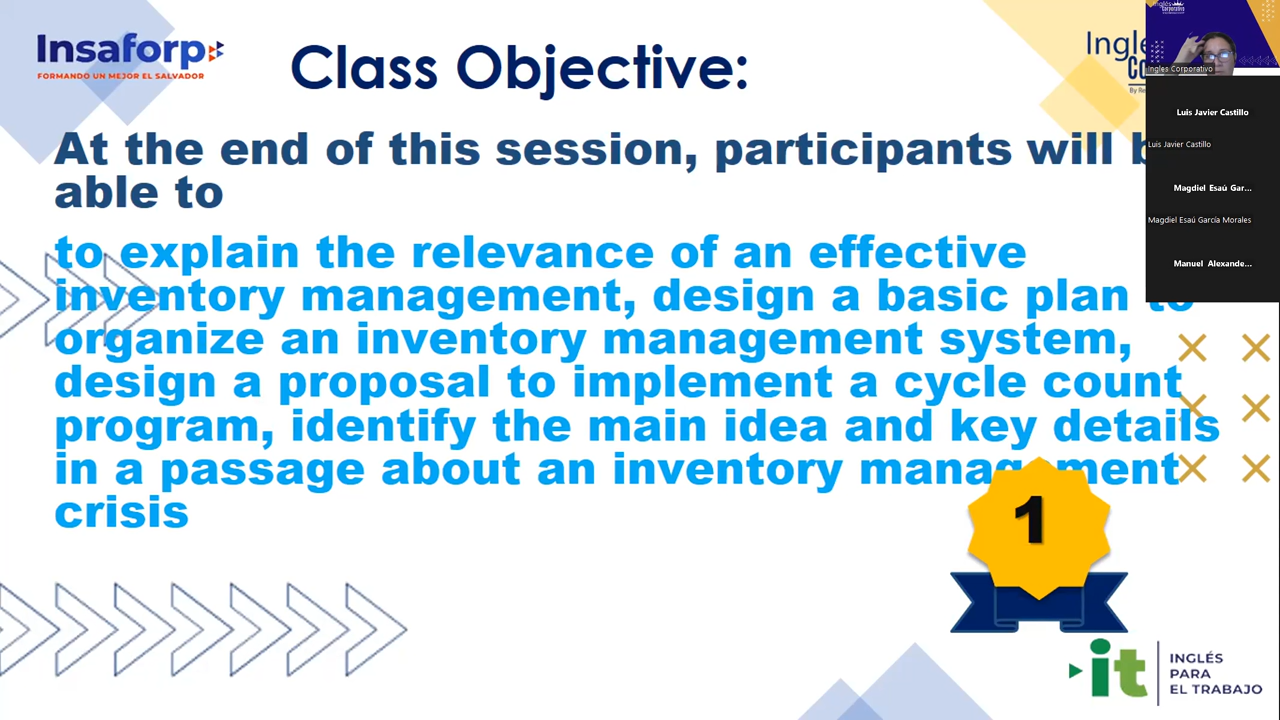 Insaforp
FORMANDO UN MEJOR EL SALVADOR
Class Objective:
At the end of this session, participants will
able to
to explain the relevance of an effective
inventory management, design a basic plan to
organize an inventory management system,
design a proposal to implement a cycle count
program, identify the main idea and key details
in a passage about an inventory management
crisis
1
it
INGLÉS
PARA
EL TRABAJO
Ingles Corporativo
Luis Javier Castillo
Luis Javier Castillo
Magdiel Esaú Gar...
Magdiel Esaú García Morales
Manuel Alexande...